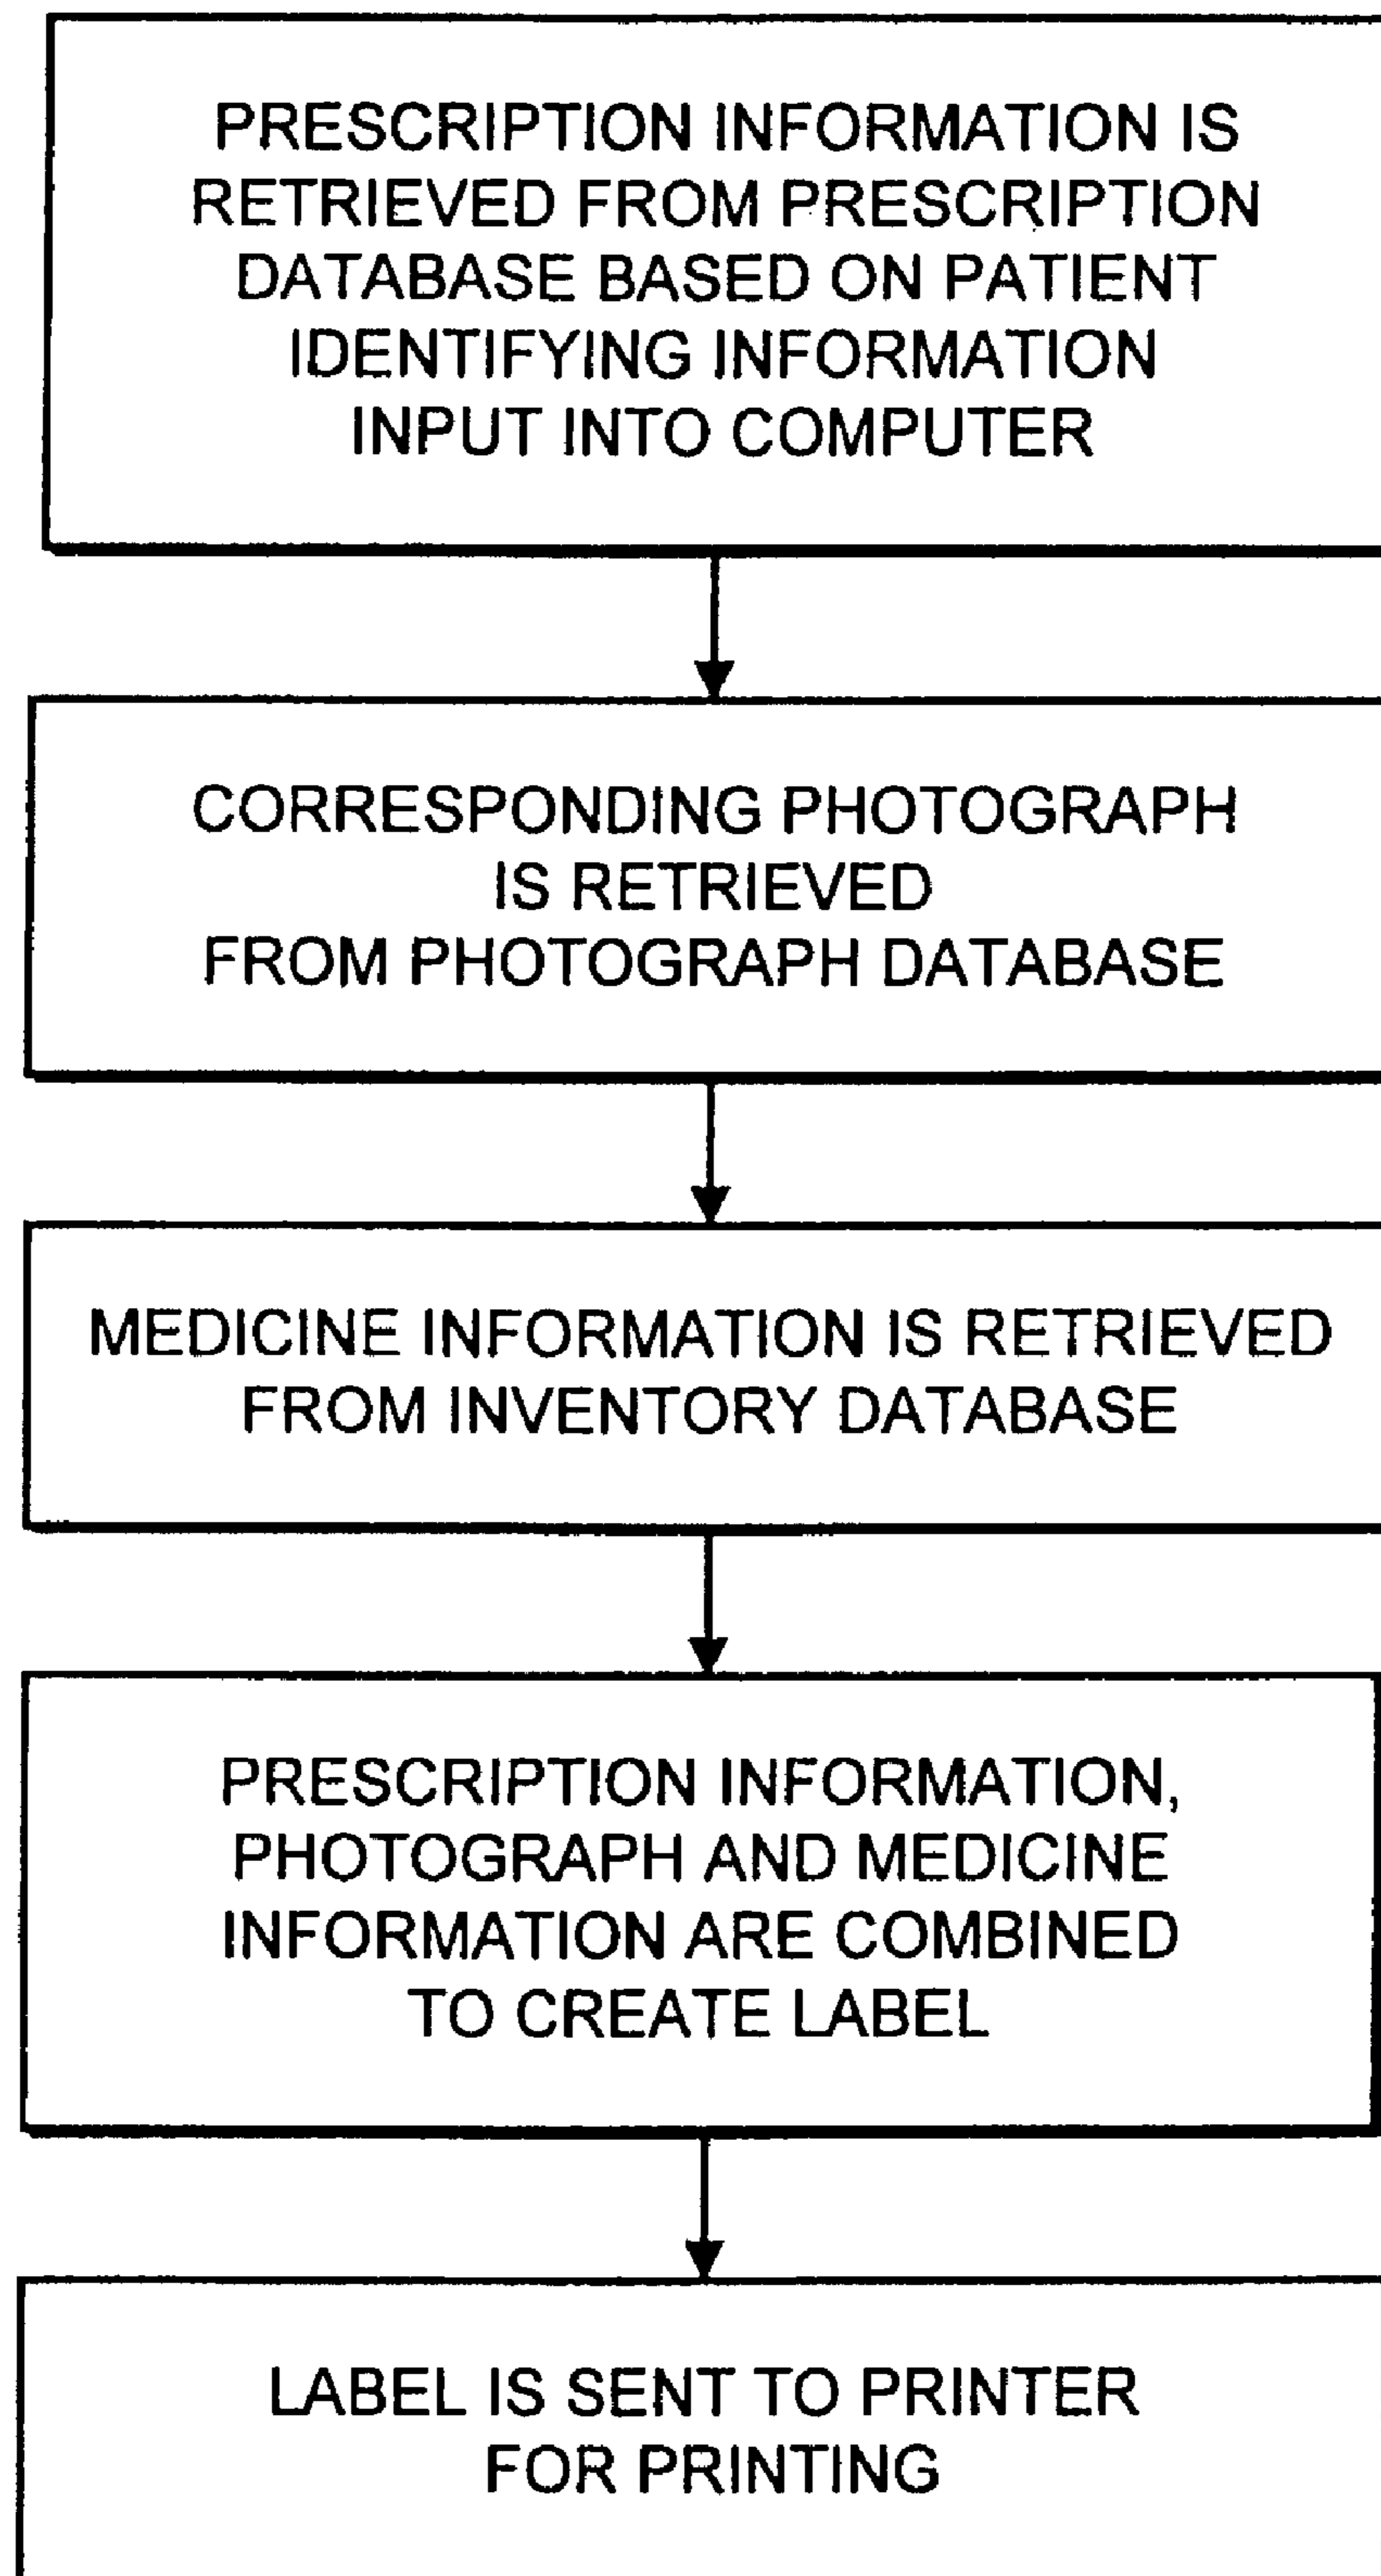 PRESCRIPTION INFORMATION IS
RETRIEVED FROM PRESCRIPTION
DATABASE BASED ON PATIENT
IDENTIFYING INFORMATION
INPUT INTO COMPUTER
CORRESPONDING PHOTOGRAPH
IS RETRIEVED
FROM PHOTOGRAPH DATABASE
MEDICINE INFORMATION IS RETRIEVED
FROM INVENTORY DATABASE
PRESCRIPTION INFORMATION,
PHOTOGRAPH AND MEDICINE
INFORMATION ARE COMBINED
TO CREATE LABEL
LABEL IS SENT TO PRINTER
FOR PRINTING